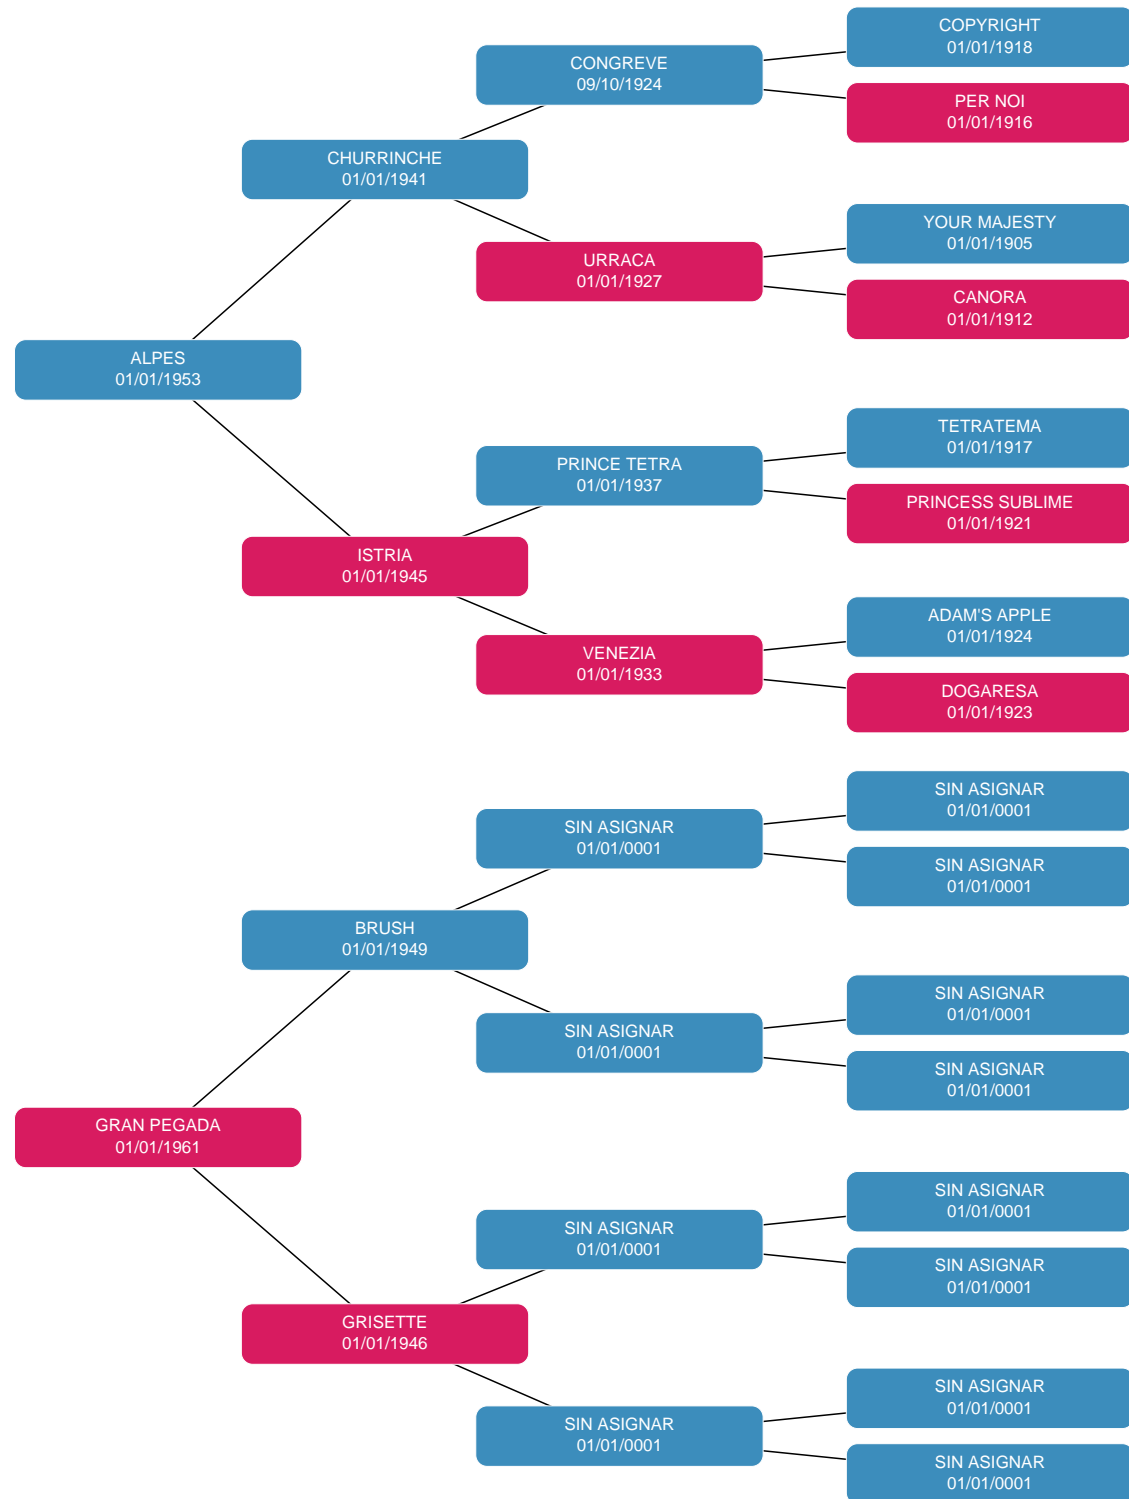 COPYRIGHT
01/01/1918
CONGREVE
09/10/1924
PER NOI
01/01/1916
CHURRINCHE
01/01/1941
YOUR MAJESTY
01/01/1905
URRACA
01/01/1927
CANORA
01/01/1912
ALPES
01/01/1953
TETRATEMA
01/01/1917
PRINCE TETRA
01/01/1937
PRINCESS SUBLIME
01/01/1921
ISTRIA
01/01/1945
ADAM'S APPLE
01/01/1924
VENEZIA
01/01/1933
DOGARESA
01/01/1923
SIN ASIGNAR
01/01/0001
SIN ASIGNAR
01/01/0001
SIN ASIGNAR
01/01/0001
BRUSH
01/01/1949
SIN ASIGNAR
01/01/0001
SIN ASIGNAR
01/01/0001
SIN ASIGNAR
01/01/0001
GRAN PEGADA
01/01/1961
SIN ASIGNAR
01/01/0001
SIN ASIGNAR
01/01/0001
SIN ASIGNAR
01/01/0001
GRISETTE
01/01/1946
SIN ASIGNAR
01/01/0001
SIN ASIGNAR
01/01/0001
SIN ASIGNAR
01/01/0001